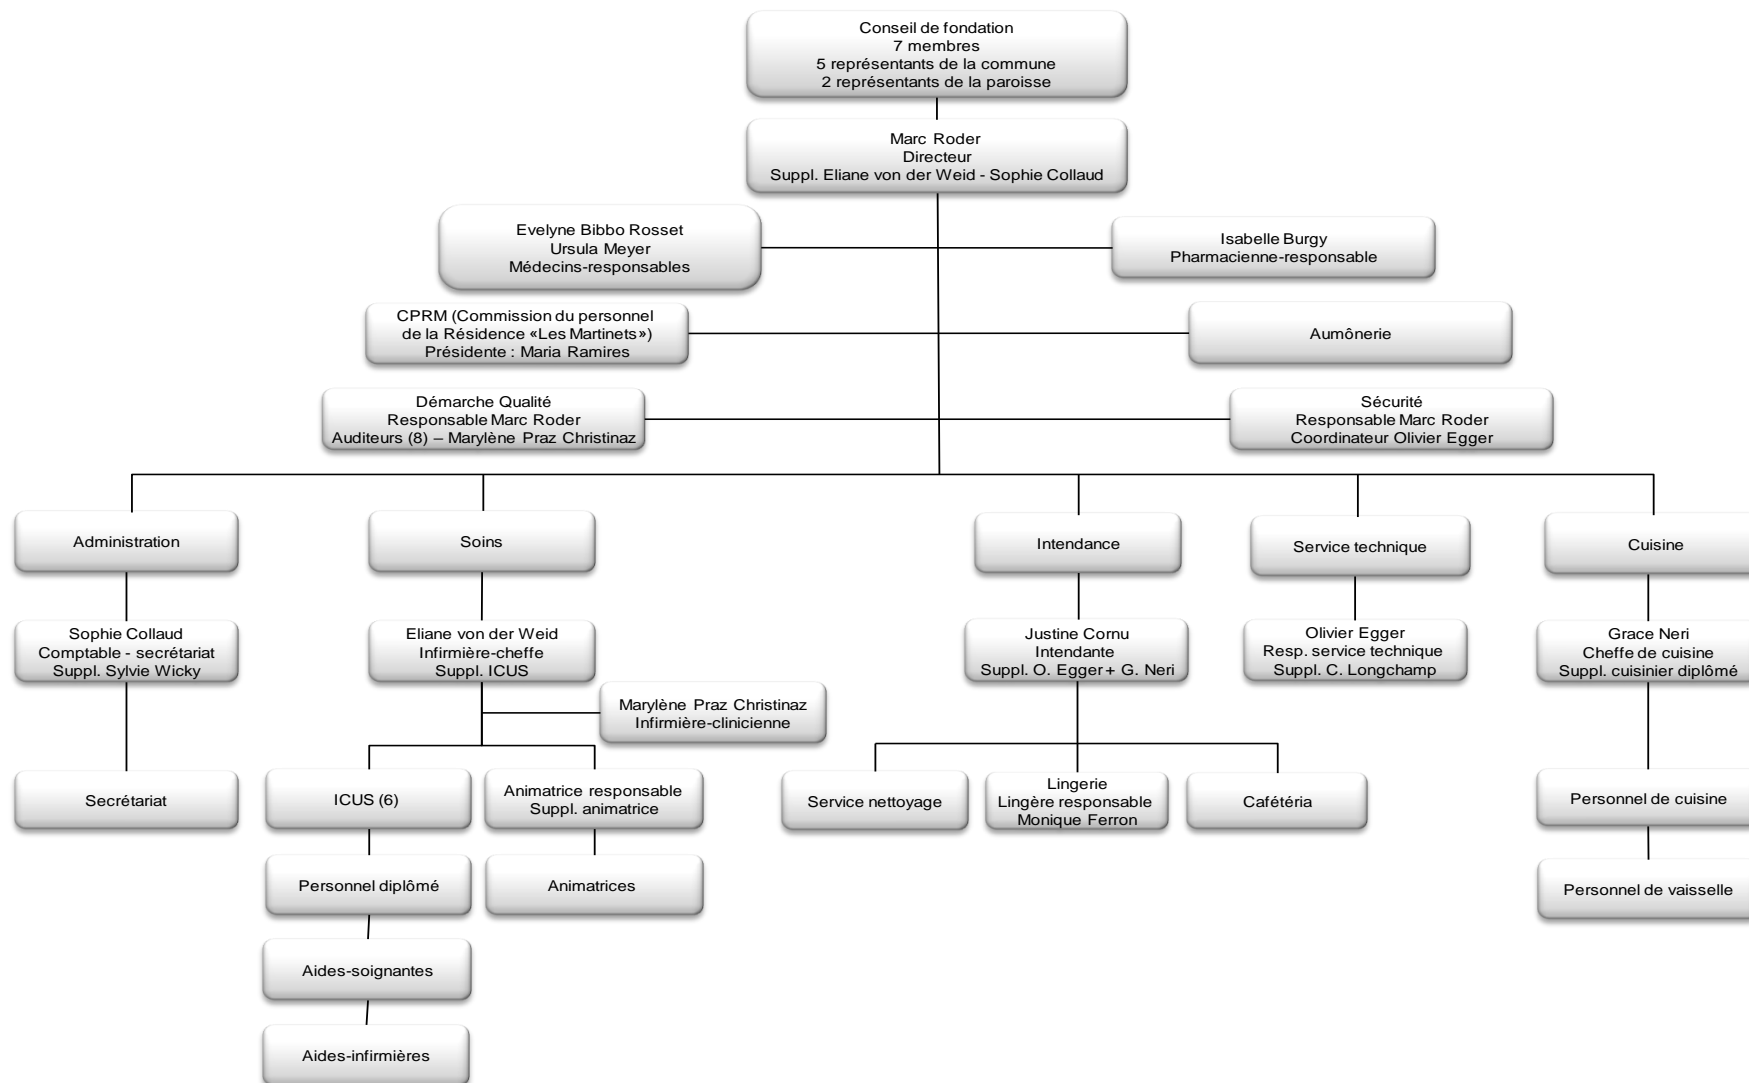 Conseil de fondation
7 membres
5 représentants de la commune
2 représentants de la paroisse
Marc Roder
Directeur
Suppl. Eliane von der Weid - Sophie Collaud
Evelyne Bibbo Rosset
Ursula Meyer
Médecins-responsables
Isabelle Burgy
Pharmacienne-responsable
CPRM (Commission du personnel
de la Résidence «Les Martinets»)
Présidente : Maria Ramires
Aumônerie
Démarche Qualité
Responsable Marc Roder
Auditeurs (8) – Marylène Praz Christinaz
Sécurité
Responsable Marc Roder
Coordinateur Olivier Egger
Administration
Soins
Intendance
Service technique
Cuisine
Sophie Collaud
Comptable - secrétariat
Suppl. Sylvie Wicky
Eliane von der Weid
Infirmière-cheffe
Suppl. ICUS
Justine Cornu
Intendante
Suppl. O. Egger + G. Neri
Olivier Egger
Resp. service technique
Suppl. C. Longchamp
Grace Neri
Cheffe de cuisine
Suppl. cuisinier diplômé
Marylène Praz Christinaz
Infirmière-clinicienne
Secrétariat
ICUS (6)
Animatrice responsable
Suppl. animatrice
Service nettoyage
Lingerie
Lingère responsable
Monique Ferron
Cafétéria
Personnel de cuisine
Personnel diplômé
Animatrices
Personnel de vaisselle
Aides-soignantes
Aides-infirmières